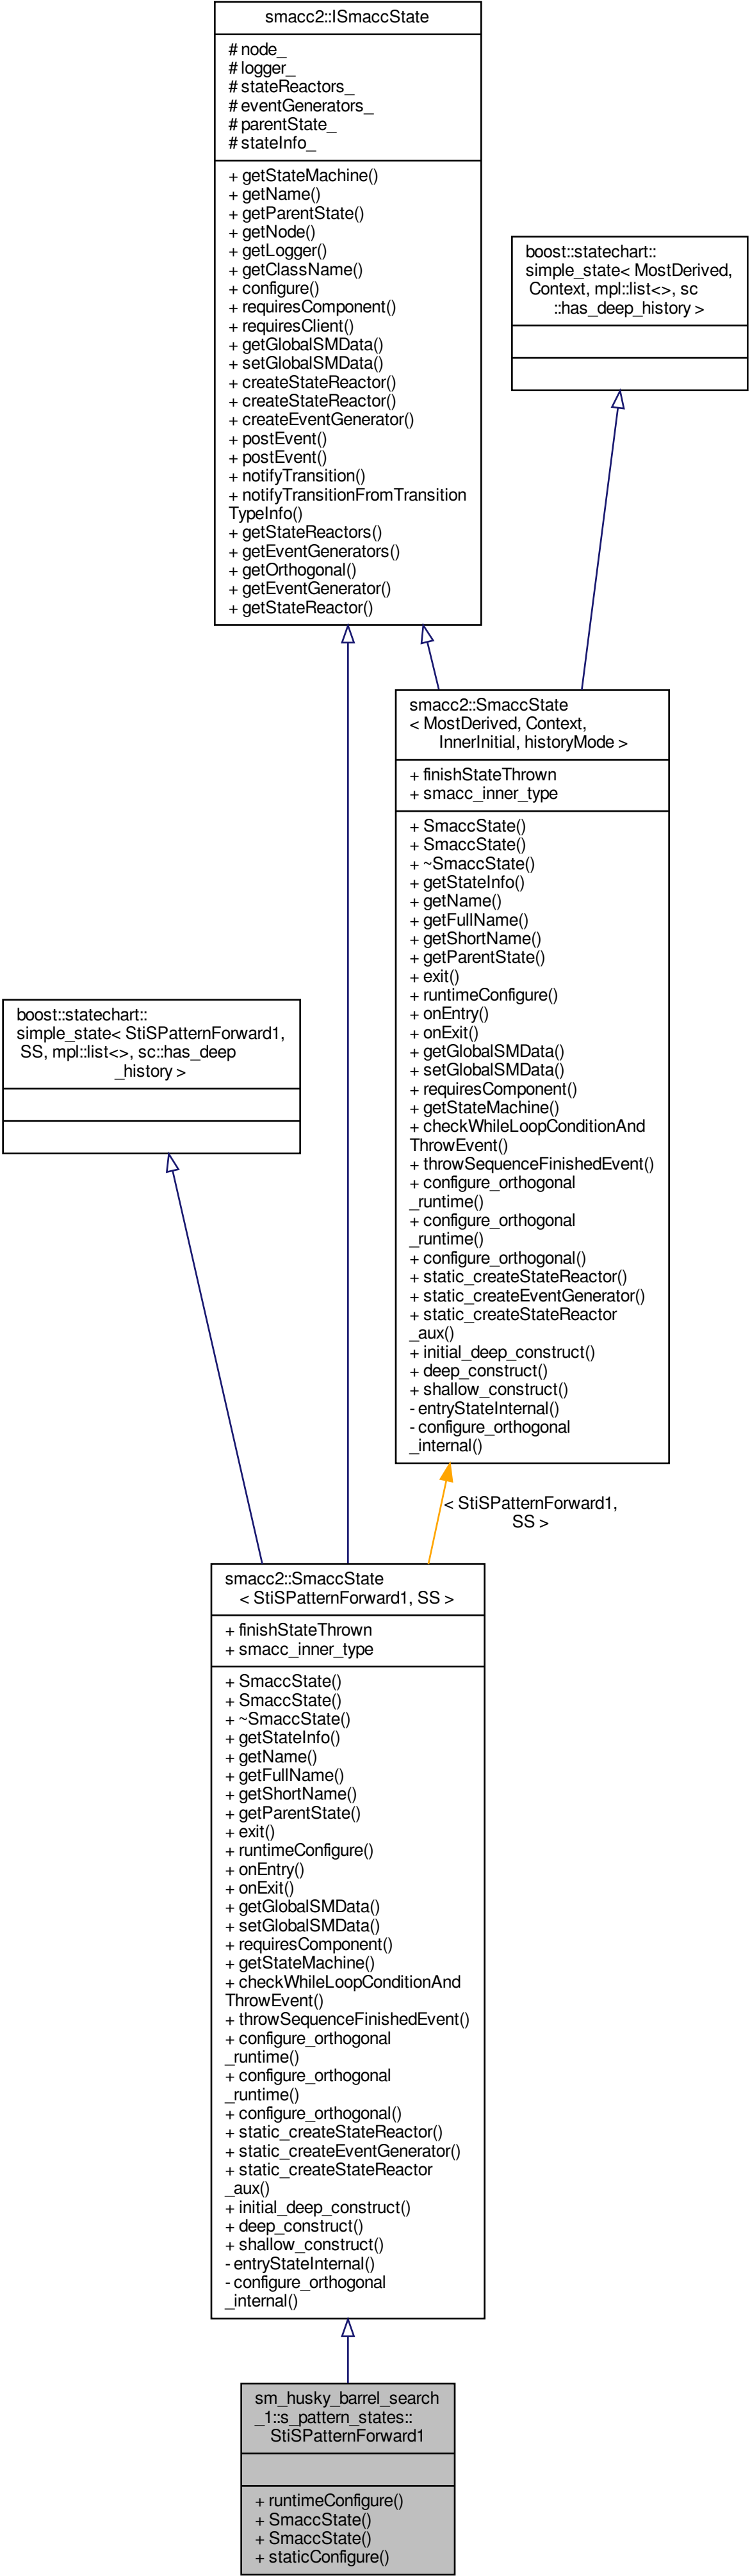 smacc2::ISmaccState
# node_
# logger_
# stateReactors_
# eventGenerators_
# parentState_
# stateInfo_
+ getStateMachine()
+ getName()
+ getParentState()
+ getNode()
+ getLogger()
+ getClassName()
+ configure()
+ requiresComponent()
+ requiresClient()
+ getGlobalSMData()
+ setGlobalSMData()
+ createStateReactor()
+ createStateReactor()
+ createEventGenerator()
+ postEvent()
+ postEvent()
+ notifyTransition()
+ notifyTransitionFromTransition
TypeInfo()
+ getStateReactors()
+ getEventGenerators()
+ getOrthogonal()
+ getEventGenerator()
+ getStateReactor()
boost::statechart::
simple_state< MostDerived,
Context, mpl::list<>, sc
::has_deep_history >
smacc2::SmaccState
< MostDerived, Context,
InnerInitial, historyMode >
+ finishStateThrown
+ smacc_inner_type
+ SmaccState()
+ SmaccState()
+ ~SmaccState()
+ getStateInfo()
+ getName()
+ getFullName()
+ getShortName()
+ getParentState()
+ exit()
+ runtimeConfigure()
+ onEntry()
+ onExit()
+ getGlobalSMData()
+ setGlobalSMData()
+ requiresComponent()
+ getStateMachine()
+ checkWhileLoopConditionAnd
ThrowEvent()
+ throwSequenceFinishedEvent()
+ configure_orthogonal
_runtime()
+ configure_orthogonal
_runtime()
+ configure_orthogonal()
+ static_createStateReactor()
+ static_createEventGenerator()
+ static_createStateReactor
_aux()
+ initial_deep_construct()
+ deep_construct()
+ shallow_construct()
- entryStateInternal()
- configure_orthogonal
_internal()
boost::statechart::
simple_state< StiSPatternForward1,
SS, mpl::list<>, sc::has_deep
_history >
< StiSPatternForward1,
SS >
smacc2::SmaccState
< StiSPatternForward1, SS >
+ finishStateThrown
+ smacc_inner_type
+ SmaccState()
+ SmaccState()
+ ~SmaccState()
+ getStateInfo()
+ getName()
+ getFullName()
+ getShortName()
+ getParentState()
+ exit()
+ runtimeConfigure()
+ onEntry()
+ onExit()
+ getGlobalSMData()
+ setGlobalSMData()
+ requiresComponent()
+ getStateMachine()
+ checkWhileLoopConditionAnd
ThrowEvent()
+ throwSequenceFinishedEvent()
+ configure_orthogonal
_runtime()
+ configure_orthogonal
_runtime()
+ configure_orthogonal()
+ static_createStateReactor()
+ static_createEventGenerator()
+ static_createStateReactor
_aux()
+ initial_deep_construct()
+ deep_construct()
+ shallow_construct()
- entryStateInternal()
- configure_orthogonal
_internal()
sm_husky_barrel_search
_1::s_pattern_states::
StiSPatternForward1
+ runtimeConfigure()
+ SmaccState()
+ SmaccState()
+ staticConfigure()